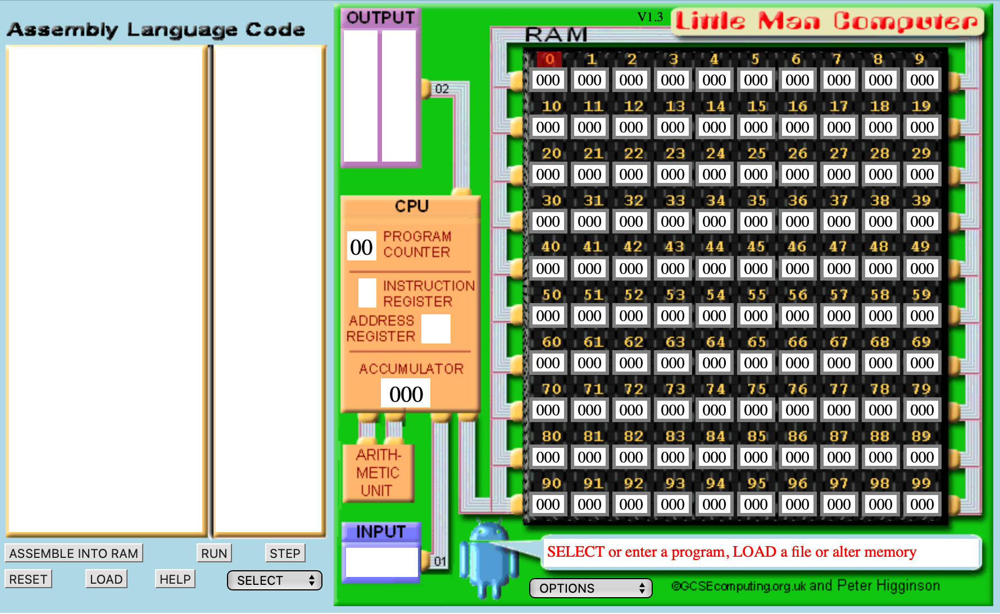 Assembly Language Code
ASSEMBLE INTO RAM
RUN
STEP
RESET
LOAD
HELP
SELECT
OUTPUT
02
CPU
00
PROGRAM
COUNTER
INSTRUCTION
REGISTER
ADDRESS
REGISTER
ACCUMULATOR
000
ARITH-
METIC
UNIT
INPUT
01
V1.3
Little Man Computer
RAM
0 1 2 3 4 5 6 7 8 9
000 000 000 000 000 000 000 000 000 000
10 11 12 13 14 15 16 17 18 19
000 000 000 000 000 000 000 000 000 000
20 21 22 23 24 25 26 27 28 29
000 000 000 000 000 000 000 000 000 000
30 31 32 33 34 35 36 37 38 39
000 000 000 000 000 000 000 000 000 000
40 41 42 43 44 45 46 47 48 49
000 000 000 000 000 000 000 000 000 000
50 51 52 53 54 55 56 57 58 59
000 000 000 000 000 000 000 000 000 000
60 61 62 63 64 65 66 67 68 69
000 000 000 000 000 000 000 000 000 000
70 71 72 73 74 75 76 77 78 79
000 000 000 000 000 000 000 000 000 000
80 81 82 83 84 85 86 87 88 89
000 000 000 000 000 000 000 000 000 000
90 91 92 93 94 95 96 97 98 99
000 000 000 000 000 000 000 000 000 000
SELECT or enter a program, LOAD a file or alter memory
OPTIONS
©GCSEcomputing.org.uk and Peter Higginson